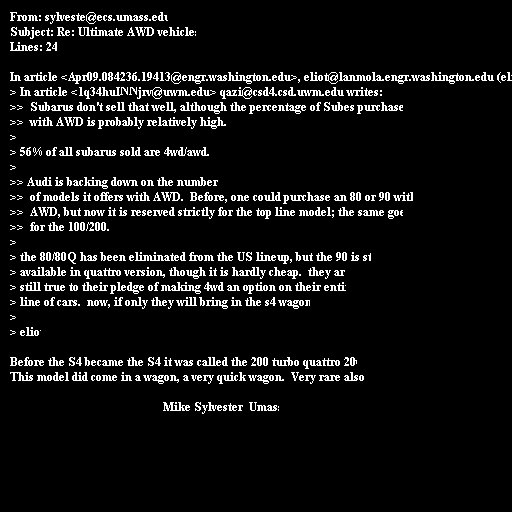 From: sylveste@ecs.umass.edu
Subject: Re: Ultimate AWD vehicles
Lines: 24
In article <Apr09.084236.19413@engr.washington.edu>, eliot@lanmola.engr.washington.edu (eli
> In article <1q34huINNjrv@uwm.edu> qazi@csd4.csd.uwm.edu writes:
>> Subarus don't sell that well, although the percentage of Subes purchase
>> with AWD is probably relatively high.
>
> 56% of all subarus sold are 4wd/awd.
>
>> Audi is backing down on the number
>> of models it offers with AWD. Before, one could purchase an 80 or 90 with
>> AWD, but now it is reserved strictly for the top line model; the same goe
>> for the 100/200.
>
> the 80/80Q has been eliminated from the US lineup, but the 90 is st
> available in quattro version, though it is hardly cheap. they ar
> still true to their pledge of making 4wd an option on their enti
> line of cars. now, if only they will bring in the s4 wagon
>
> elio
Before the S4 became the S4 it was called the 200 turbo quattro 20v
This model did come in a wagon, a very quick wagon. Very rare also
Mike Sylvester Umas